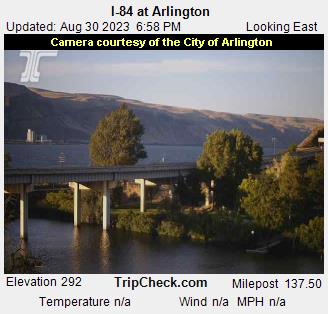 I-84 at Arlington
Updated: Aug 30 2023 6:58 PM Looking East
Camera courtesy of the City of Arlington
Elevation 292 TripCheck.com Milepost 137.50
Temperature n/a Wind n/a MPH n/a